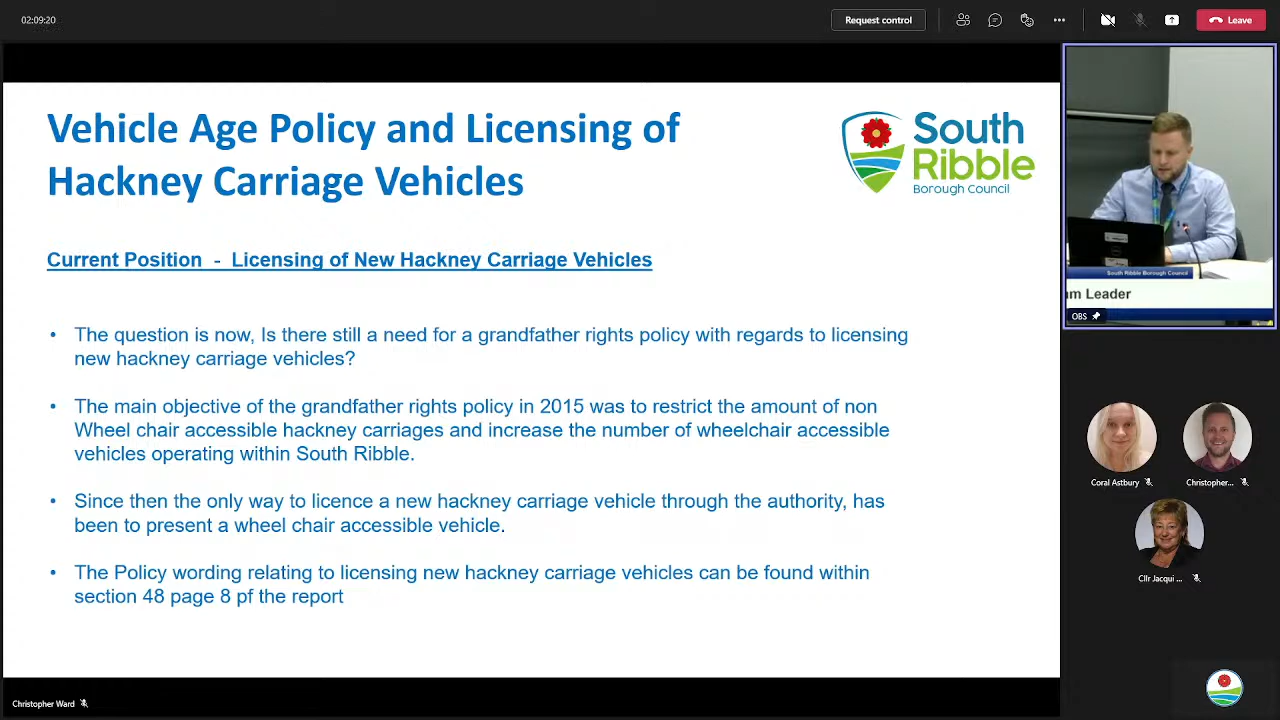 02:09:20
Request control
Leave
Vehicle Age Policy and Licensing of
Hackney Carriage Vehicles
South
Ribble
Borough Council
Current Position - Licensing of New Hackney Carriage Vehicles
• The question is now, Is there still a need for a grandfather rights policy with regards to licensing
new hackney carriage vehicles?
• The main objective of the grandfather rights policy in 2015 was to restrict the amount of non
Wheel chair accessible hackney carriages and increase the number of wheelchair accessible
vehicles operating within South Ribble.
• Since then the only way to licence a new hackney carriage vehicle through the authority, has
been to present a wheel chair accessible vehicle.
• The Policy wording relating to licensing new hackney carriage vehicles can be found within
section 48 page 8 pf the report
South Ribble Borough Council
am Leader
OBS
Coral Astbury
Christopher...
Cllr Jacqui ...
Christopher Ward